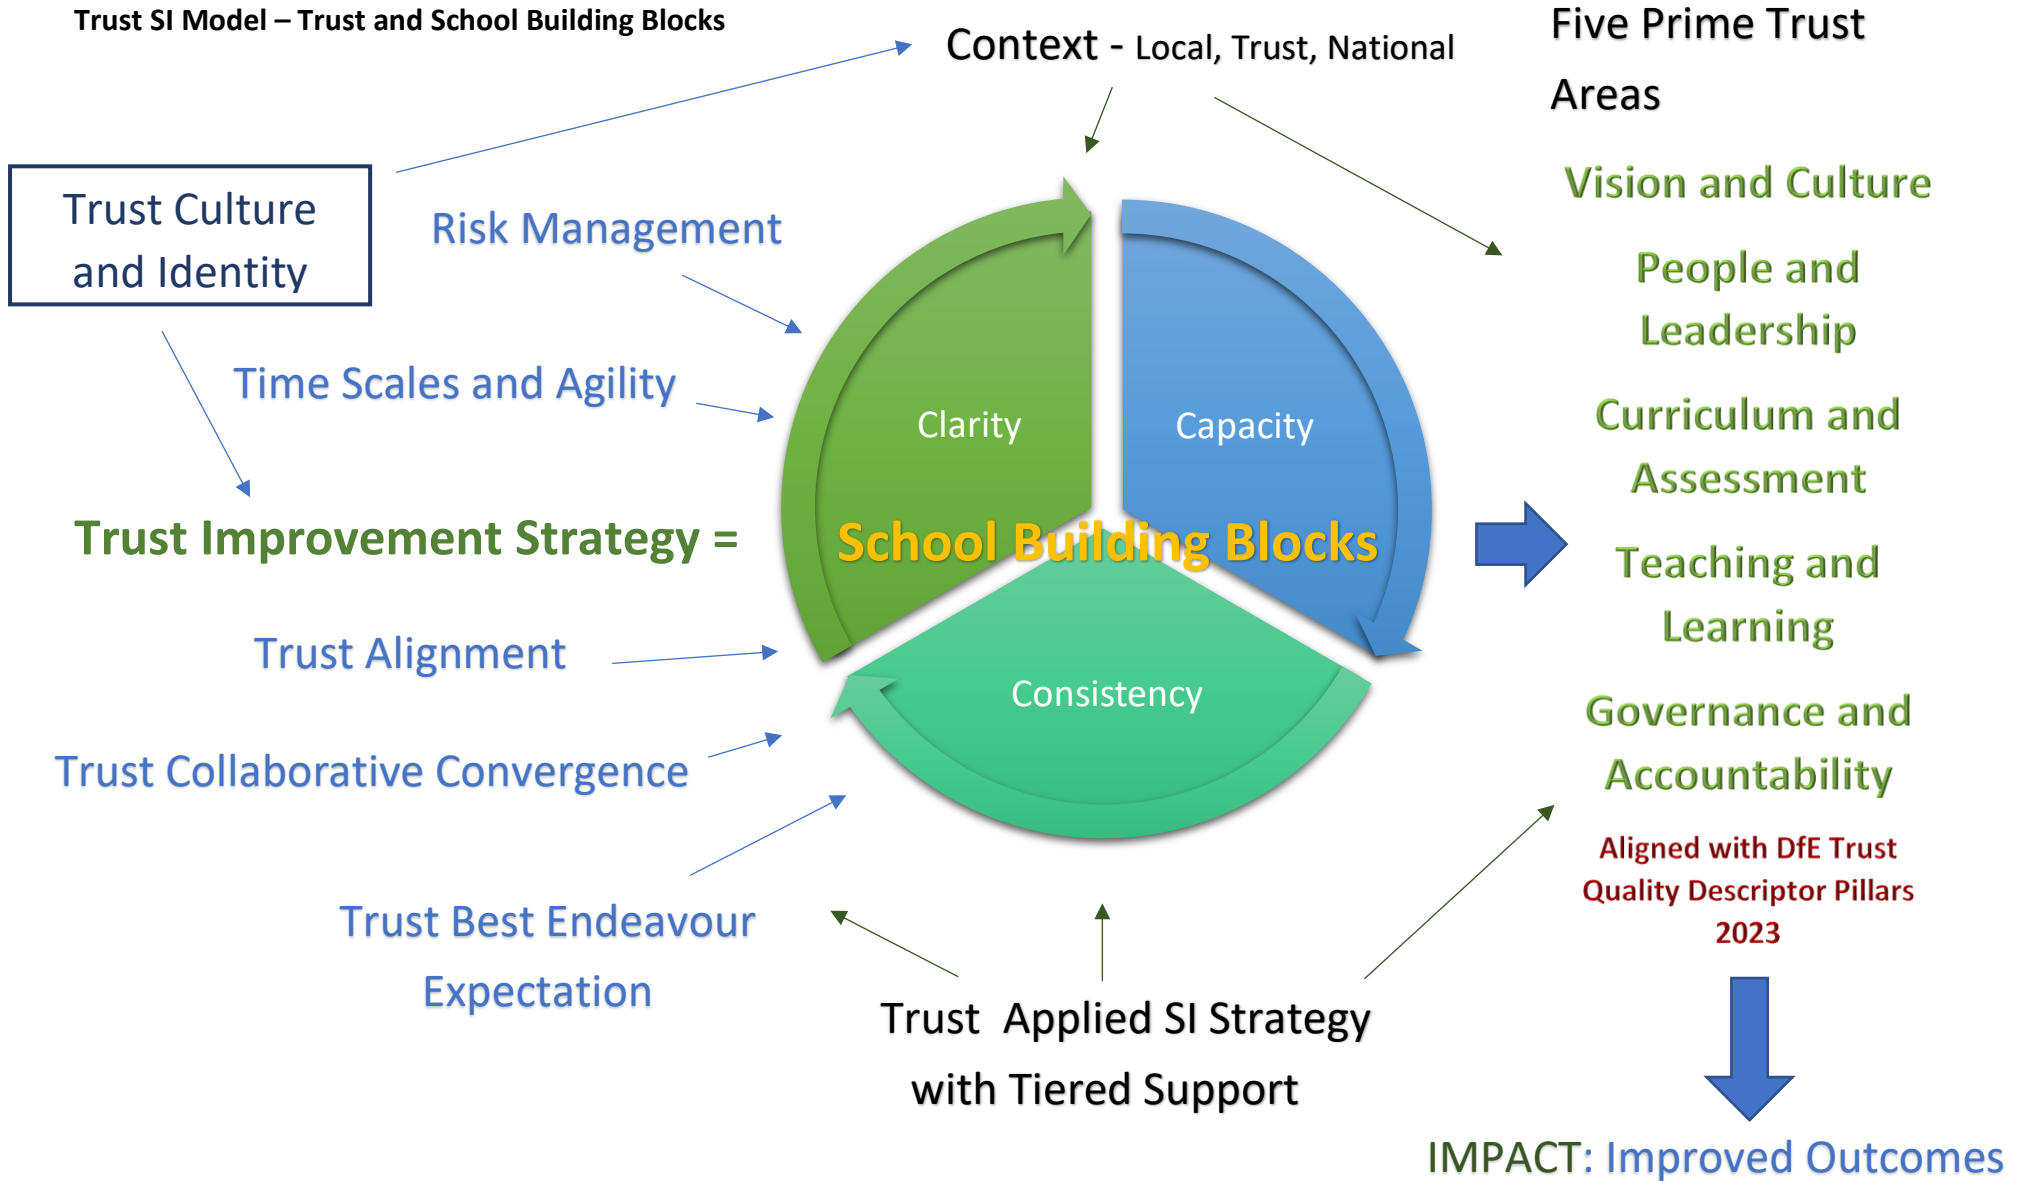 Trust SI Model – Trust and School Building Blocks
Context - Local, Trust, National
Five Prime Trust
Areas
Trust Culture
and Identity
Risk Management
Time Scales and Agility
Trust Improvement Strategy =
Trust Alignment
Trust Collaborative Convergence
Trust Best Endeavour
Expectation
Clarity
Capacity
School Building Blocks
Consistency
Trust Applied SI Strategy
with Tiered Support
Vision and Culture
People and
Leadership
Curriculum and
Assessment
Teaching and
Learning
Governance and
Accountability
Aligned with DfE Trust
Quality Descriptor Pillars
2023
IMPACT: Improved Outcomes